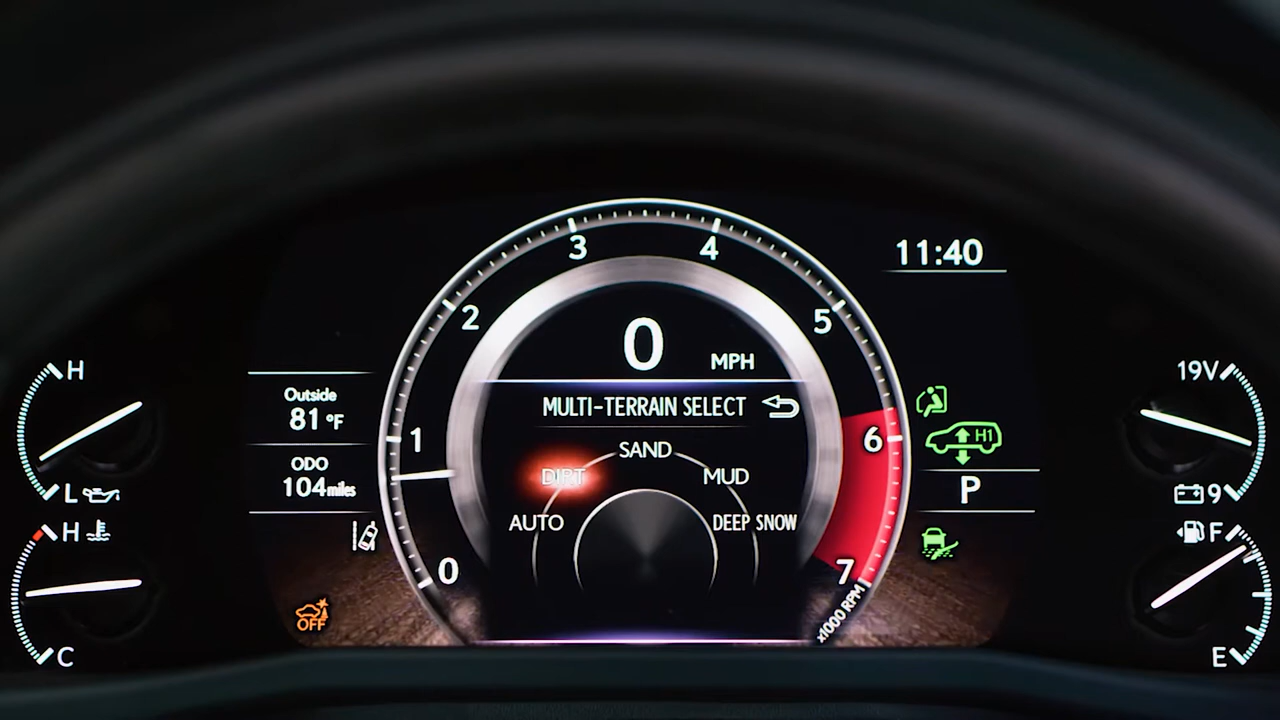 3
4
11:40
2
5
0 MPH
H
19V
Outside
81°F
MULTI-TERRAIN SELECT
1
SAND
6
H1
ODO
104miles
DIRT
MUD
P
L
9
AUTO
DEEP SNOW
H
F
0
7
x1000 RPM
OFF
C
E